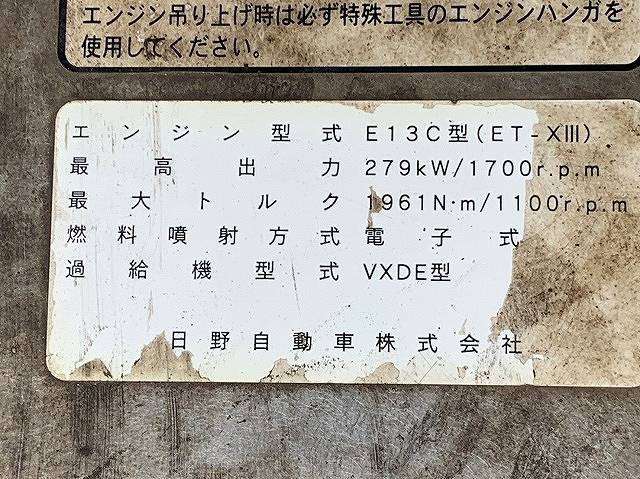 エンジン吊り上げ時は必ず特殊工具のエンジンハンガを
使用してください。
エンジン型式 E13C型(ET-XIII)
最高出力 279kW/1700r.p.m
最大トルク 1961N·m/1100r.p.m
燃料噴射方式 電子式
過給機型式 VXDE型
日野自動車株式会社